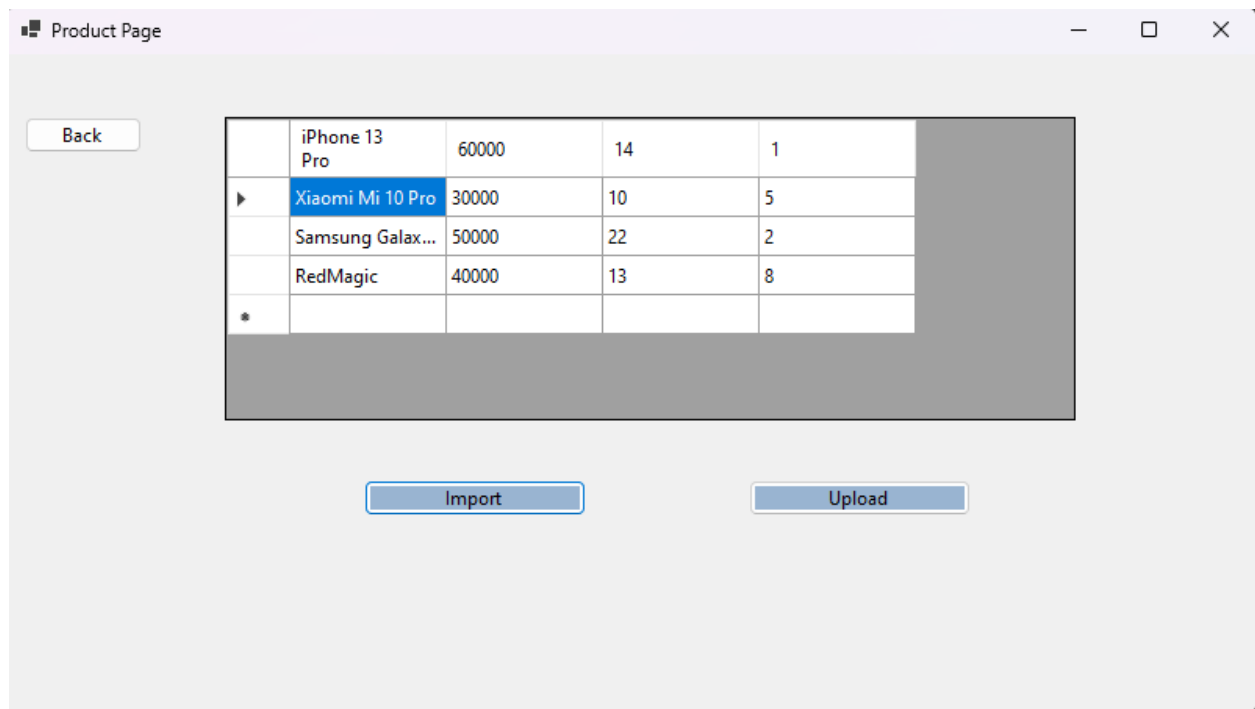 Product Page
Back
iPhone 13
Pro 60000 14 1
Xiaomi Mi 10 Pro 30000 10 5
Samsung Galax... 50000 22 2
RedMagic 40000 13 8
Import Upload